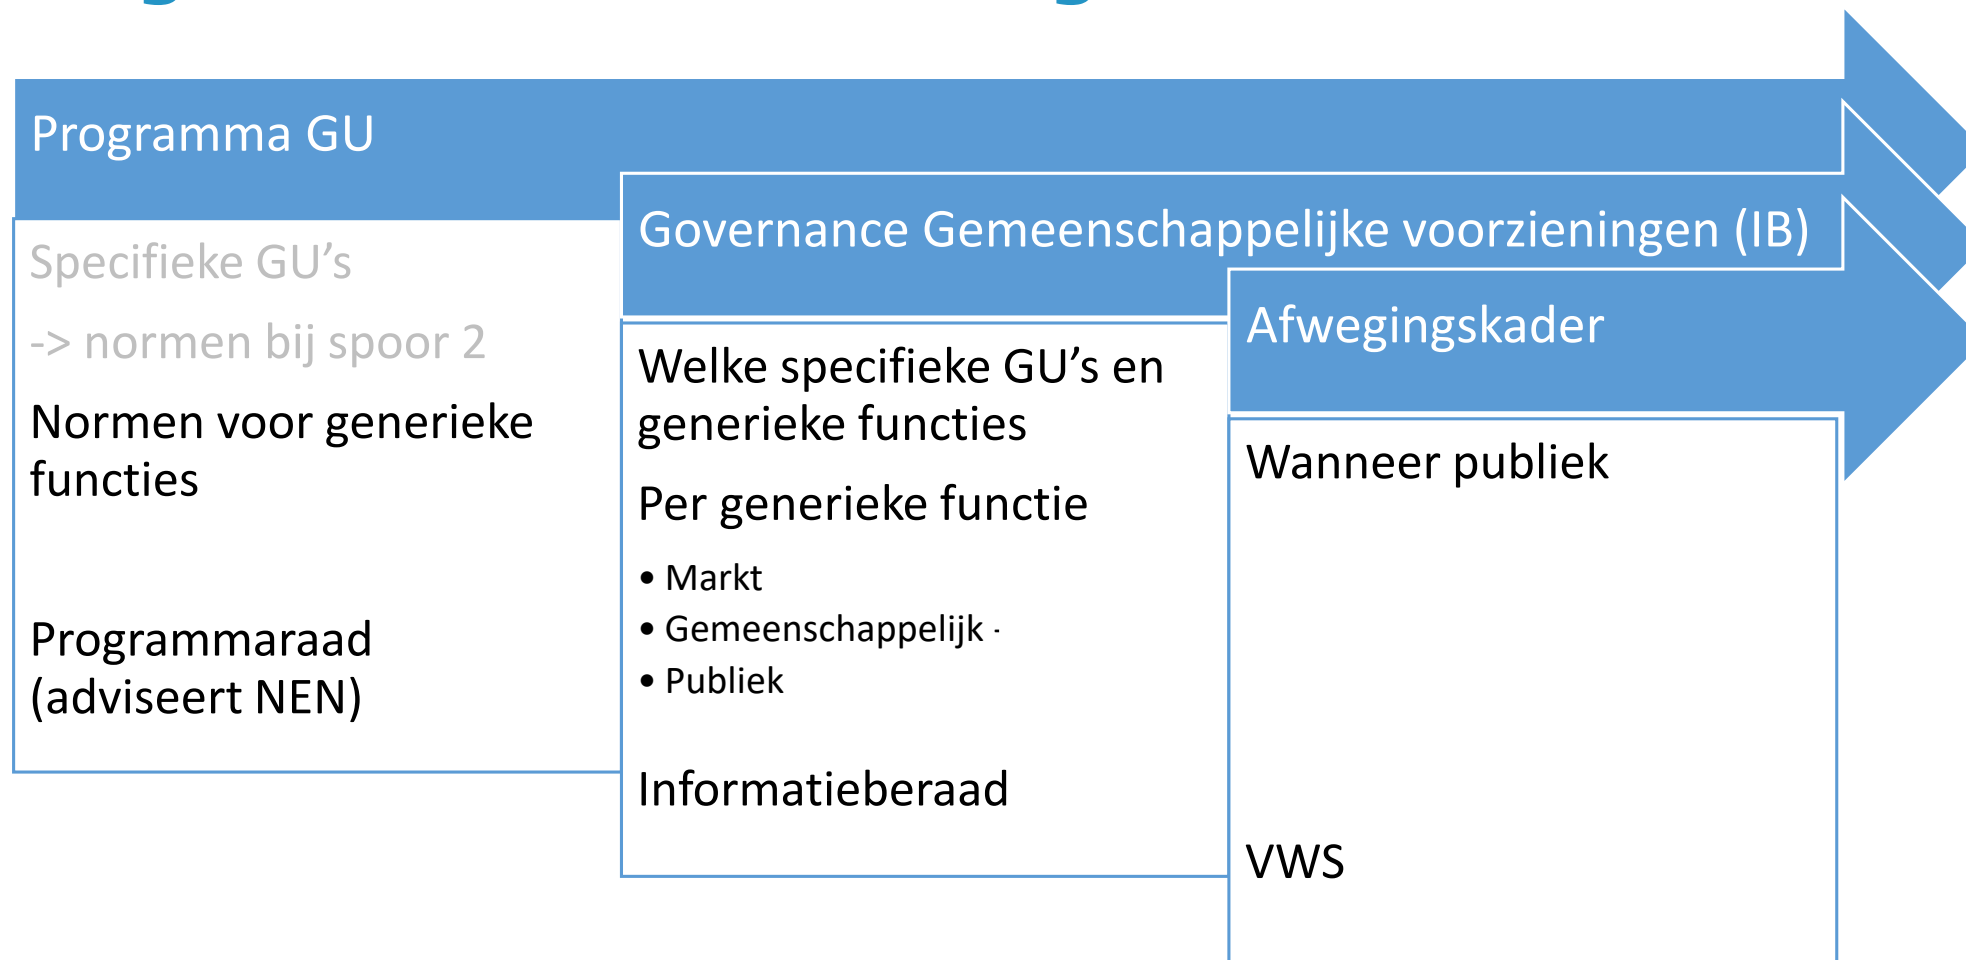 Programma GU
Specifieke GU’s
-> normen bij spoor 2
Normen voor generieke
functies
Programmaraad
(adviseert NEN)
Governance Gemeenschappelijke voorzieningen (IB)
Welke specifieke GU’s en
generieke functies
Per generieke functie
• Markt
• Gemeenschappelijk -
• Publiek
Informatieberaad
Afwegingskader
Wanneer publiek
VWS